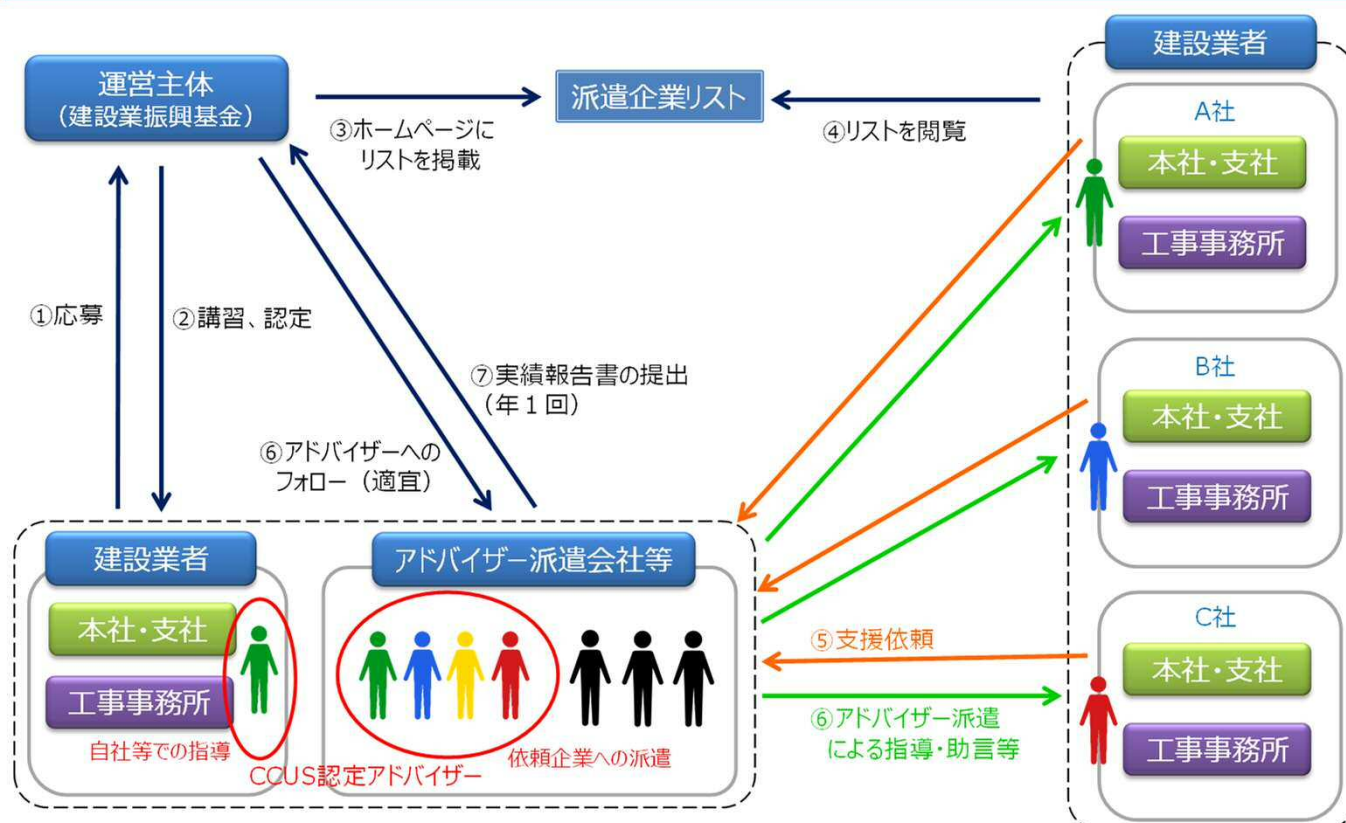 運営主体
（建設業振興基金）
派遣企業リスト
③ホームページに
リストを掲載
④リストを閲覧
①応募
②講習、認定
⑦実績報告書の提出
（年１回）
⑥アドバイザーへの
フォロー（適宜）
建設業者
本社・支社
工事事務所
自社等での指導
アドバイザー派遣会社等
CCUS認定アドバイザー
依頼企業への派遣
⑤支援依頼
⑥アドバイザー派遣
による指導・助言等
建設業者
A社
本社・支社
工事事務所
B社
本社・支社
工事事務所
C社
本社・支社
工事事務所